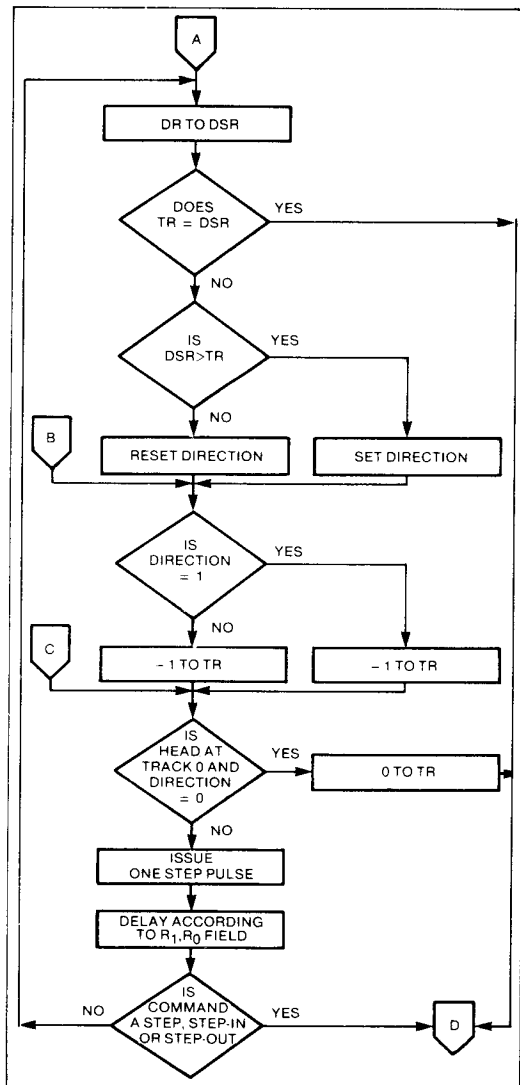 A
DR TO DSR
DOES
TR = DSR
YES
NO
IS
DSR>TR
YES
NO
B
RESET DIRECTION
SET DIRECTION
IS
DIRECTION
= 1
YES
NO
C
- 1 TO TR
- 1 TO TR
IS
HEAD AT
TRACK 0 AND
DIRECTION
= 0
YES
0 TO TR
NO
ISSUE
ONE STEP PULSE
DELAY ACCORDING
TO R1,R0 FIELD
IS
COMMAND
A STEP, STEP-IN
OR STEP-OUT
NO
YES
D